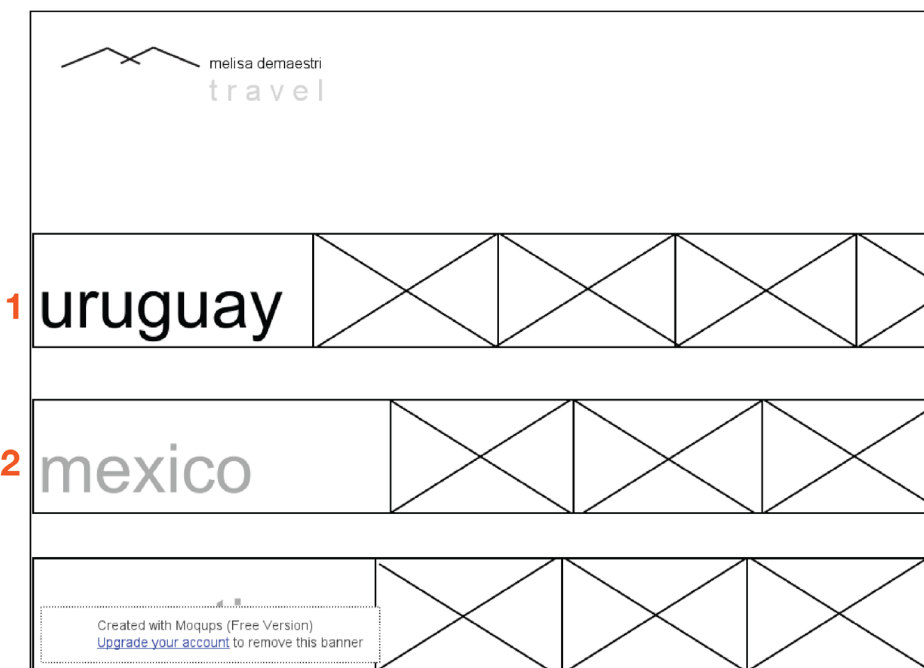 melisa demaestri
travel
1 uruguay
2 mexico
Created with Moqups (Free Version)
Upgrade your account to remove this banner